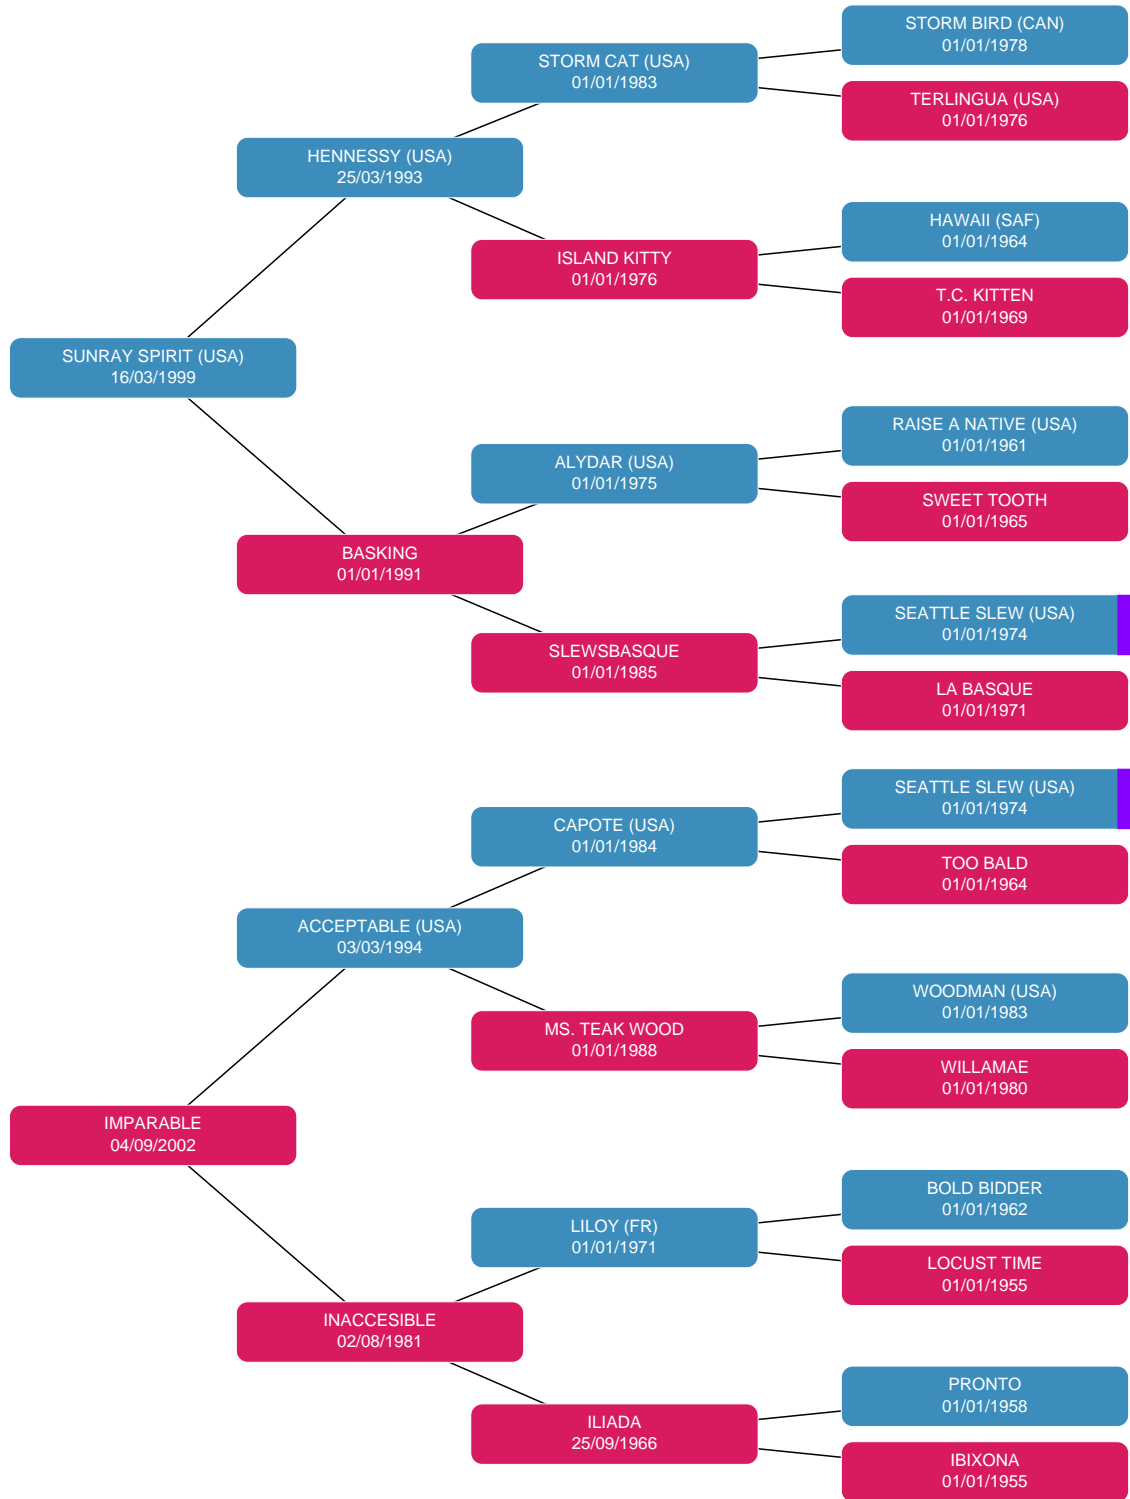 STORM BIRD (CAN)
01/01/1978
STORM CAT (USA)
01/01/1983
TERLINGUA (USA)
01/01/1976
HENNESSY (USA)
25/03/1993
HAWAII (SAF)
01/01/1964
ISLAND KITTY
01/01/1976
T.C. KITTEN
01/01/1969
SUNRAY SPIRIT (USA)
16/03/1999
RAISE A NATIVE (USA)
01/01/1961
ALYDAR (USA)
01/01/1975
SWEET TOOTH
01/01/1965
BASKING
01/01/1991
SEATTLE SLEW (USA)
01/01/1974
SLEWSBASQUE
01/01/1985
LA BASQUE
01/01/1971
SEATTLE SLEW (USA)
01/01/1974
CAPOTE (USA)
01/01/1984
TOO BALD
01/01/1964
ACCEPTABLE (USA)
03/03/1994
WOODMAN (USA)
01/01/1983
MS. TEAK WOOD
01/01/1988
WILLAMAE
01/01/1980
IMPARABLE
04/09/2002
BOLD BIDDER
01/01/1962
LILOY (FR)
01/01/1971
LOCUST TIME
01/01/1955
INACCESIBLE
02/08/1981
PRONTO
01/01/1958
ILIADA
25/09/1966
IBIXONA
01/01/1955